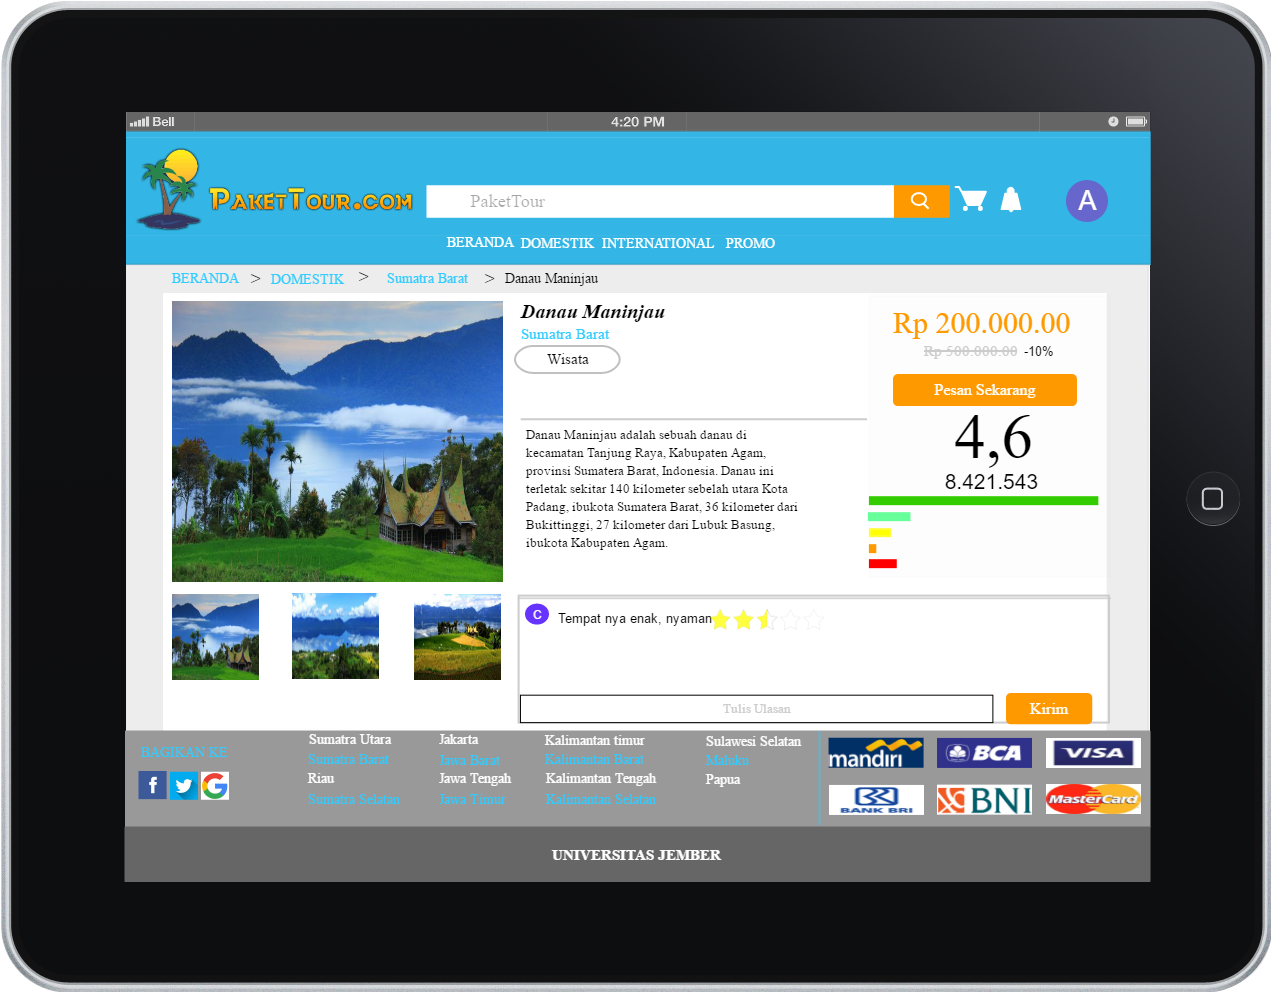 Bell
4:20 PM
PaketTour.com
PaketTour
A
BERANDA DOMESTIK INTERNATIONAL PROMO
BERANDA > DOMESTIK > Sumatra Barat > Danau Maninjau
Danau Maninjau
Sumatra Barat
Wisata
Danau Maninjau adalah sebuah danau di
kecamatan Tanjung Raya, Kabupaten Agam,
provinsi Sumatera Barat, Indonesia. Danau ini
terletak sekitar 140 kilometer sebelah utara Kota
Padang, ibukota Sumatera Barat, 36 kilometer dari
Bukittinggi, 27 kilometer dari Lubuk Basung,
ibukota Kabupaten Agam.
Rp 200.000.00
Rp 500.000.00 -10%
Pesan Sekarang
4,6
8.421.543
C Tempat nya enak, nyaman
Tulis Ulasan
Kirim
BAGIKAN KE
f G
Sumatra Utara
Sumatra Barat
Riau
Sumatra Selatan
Jakarta
Jawa Barat
Jawa Tengah
Jawa Timur
Kalimantan timur
Kalimantan Barat
Kalimantan Tengah
Kalimantan Selatan
Sulawesi Selatan
Maluku
Papua
mandiri BCA VISA
BANK BRI BNI MasterCard
UNIVERSITAS JEMBER